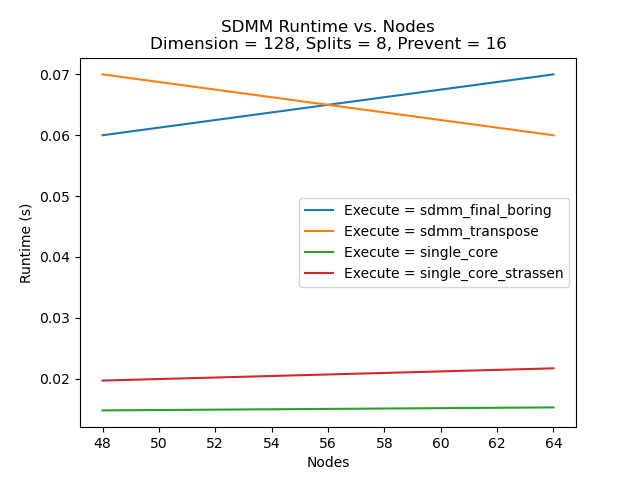 SDMM Runtime vs. Nodes
Dimension = 128, Splits = 8, Prevent = 16
0.07
0.06
0.05
0.04
0.03
0.02
Runtime (s)
Execute = sdmm_final_boring
Execute = sdmm_transpose
Execute = single_core
Execute = single_core_strassen
48 50 52 54 56 58 60 62 64
Nodes